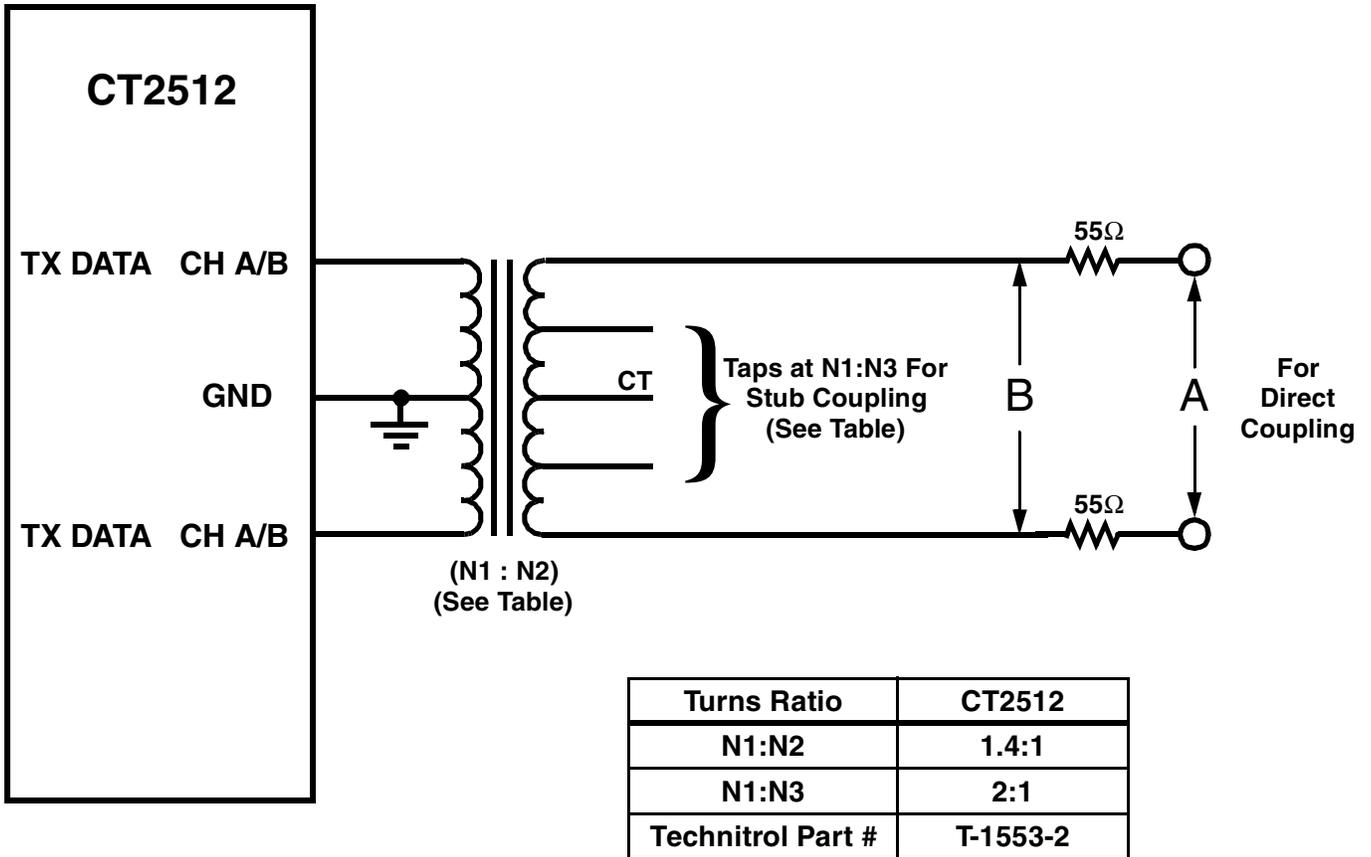 CT2512
TX DATA CH A/B
GND
TX DATA CH A/B
(N1 : N2)
(See Table)
CT
Taps at N1:N3 For
Stub Coupling
(See Table)
B
55Ω
55Ω
A
For
Direct
Coupling
Turns Ratio CT2512
N1:N2 1.4:1
N1:N3 2:1
Technitrol Part # T-1553-2